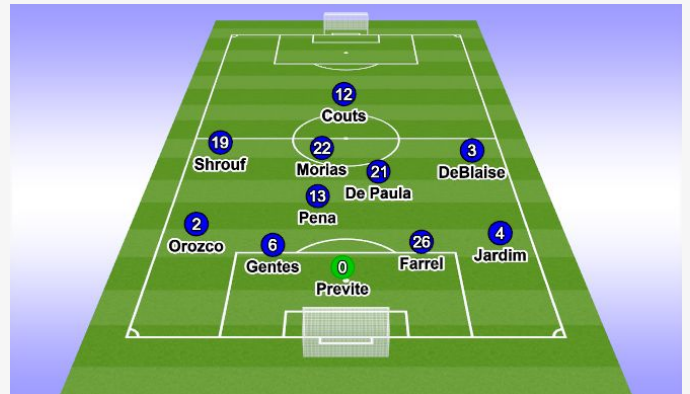 12
Couts
19
Shrouf
22
Morias
3
DeBlaise
21
De Paula
13
Pena
2
Orozco
4
Jardim
6
Gentes
26
Farrel
0
Previte